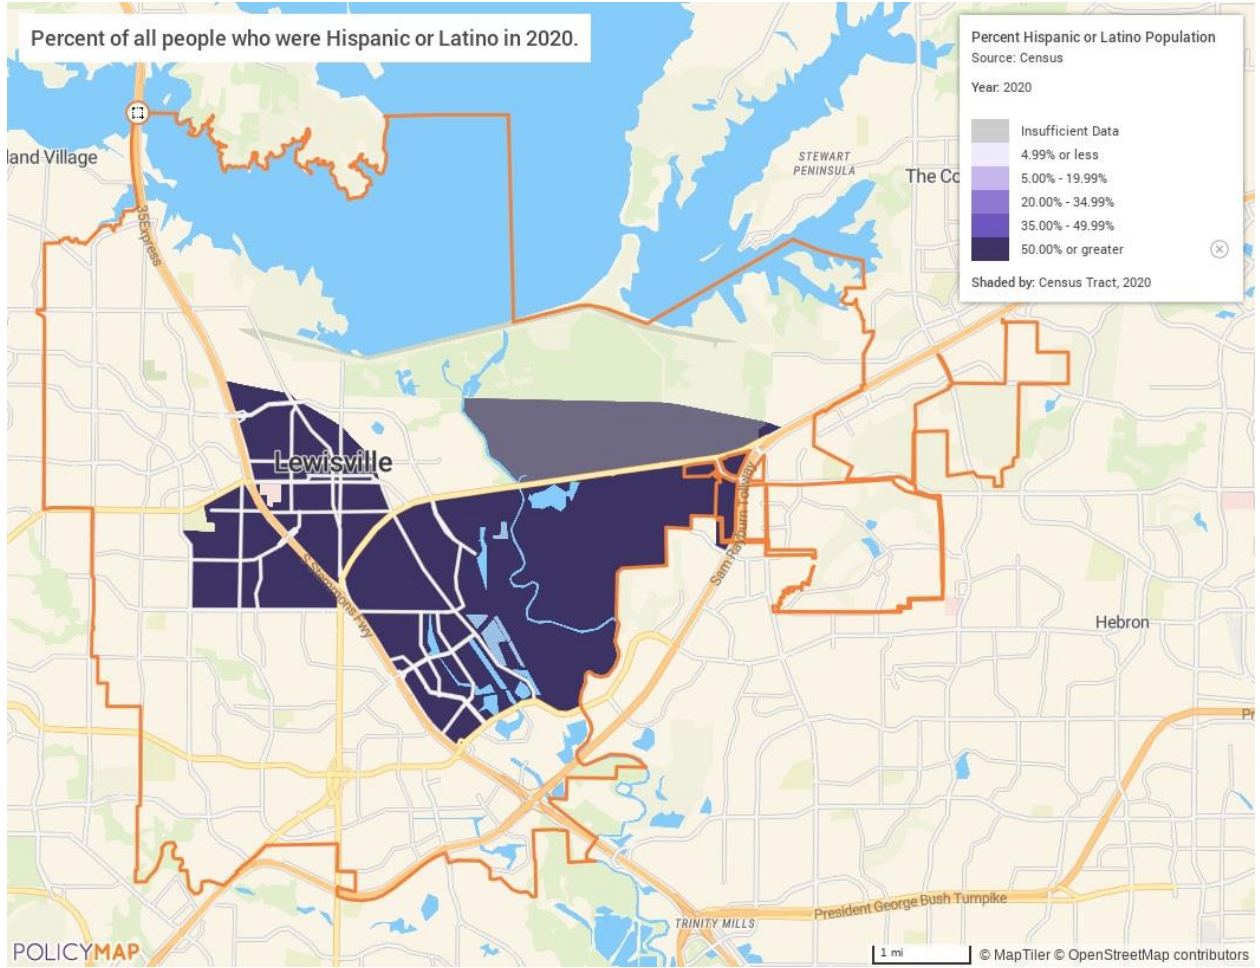 Percent of all people who were Hispanic or Latino in 2020.
Percent Hispanic or Latino Population
Source: Census
Year: 2020
Insufficient Data
4.99% or less
5.00% - 19.99%
20.00% - 34.99%
35.00% - 49.99%
50.00% or greater
Shaded by: Census Tract, 2020
land Village
STEWART
PENINSULA
The Co
35Express
Lewisville
S Stemmons Fwy
Sam Rayburn Tollway
Hebron
Pr
President George Bush Turnpike
TRINITY MILLS
POLICYMAP
1 mi
© MapTiler © OpenStreetMap contributors